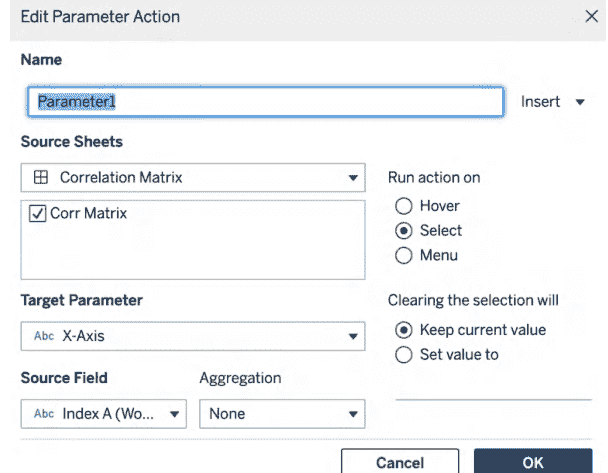 Edit Parameter Action
Name
Parameter1 Insert
Source Sheets
Correlation Matrix Run action on
Corr Matrix Hover
Select
Menu
Target Parameter Clearing the selection will
Abc X-Axis Keep current value
Set value to
Source Field Aggregation
Abc Index A (Wo... None
Cancel OK